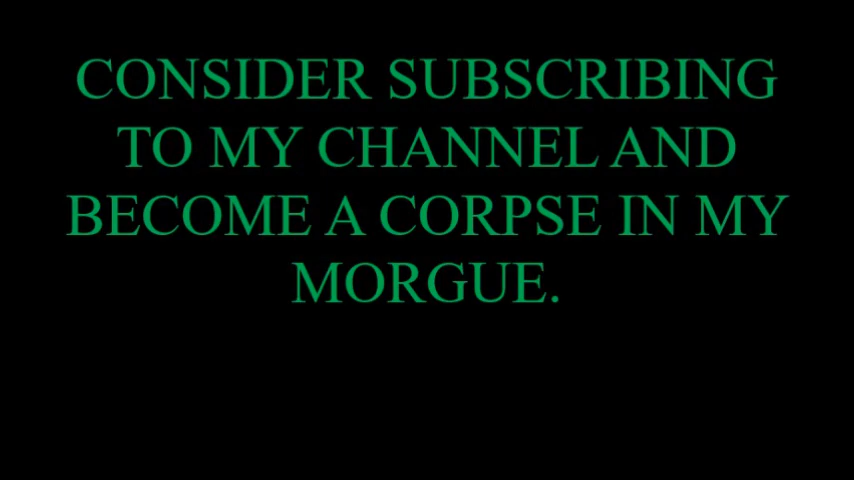 CONSIDER SUBSCRIBING
TO MY CHANNEL AND
BECOME A CORPSE IN MY
MORGUE.